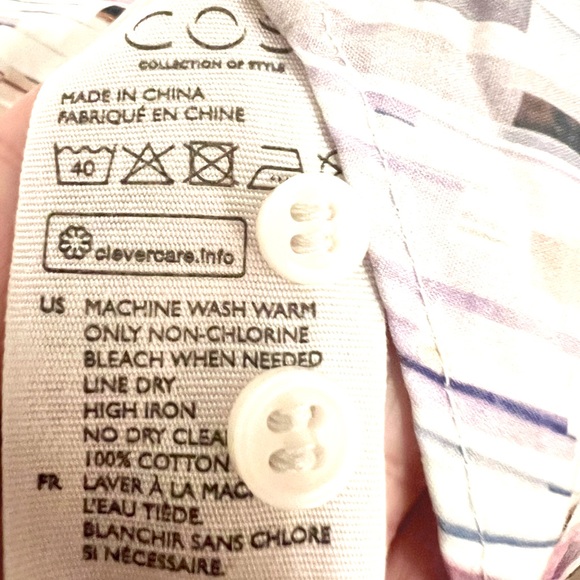 COS
COLLECTION OF STYLE
MADE IN CHINA
FABRIQUÉ EN CHINE
40
clevercare.info
US MACHINE WASH WARM
ONLY NON-CHLORINE
BLEACH WHEN NEEDED
LINE DRY
HIGH IRON
NO DRY
100% COTTON
FR LAVER À LA
L'EAU TIÈDE.
BLANCHIR SANS CHLORE
SI NÉCESSAIRE.